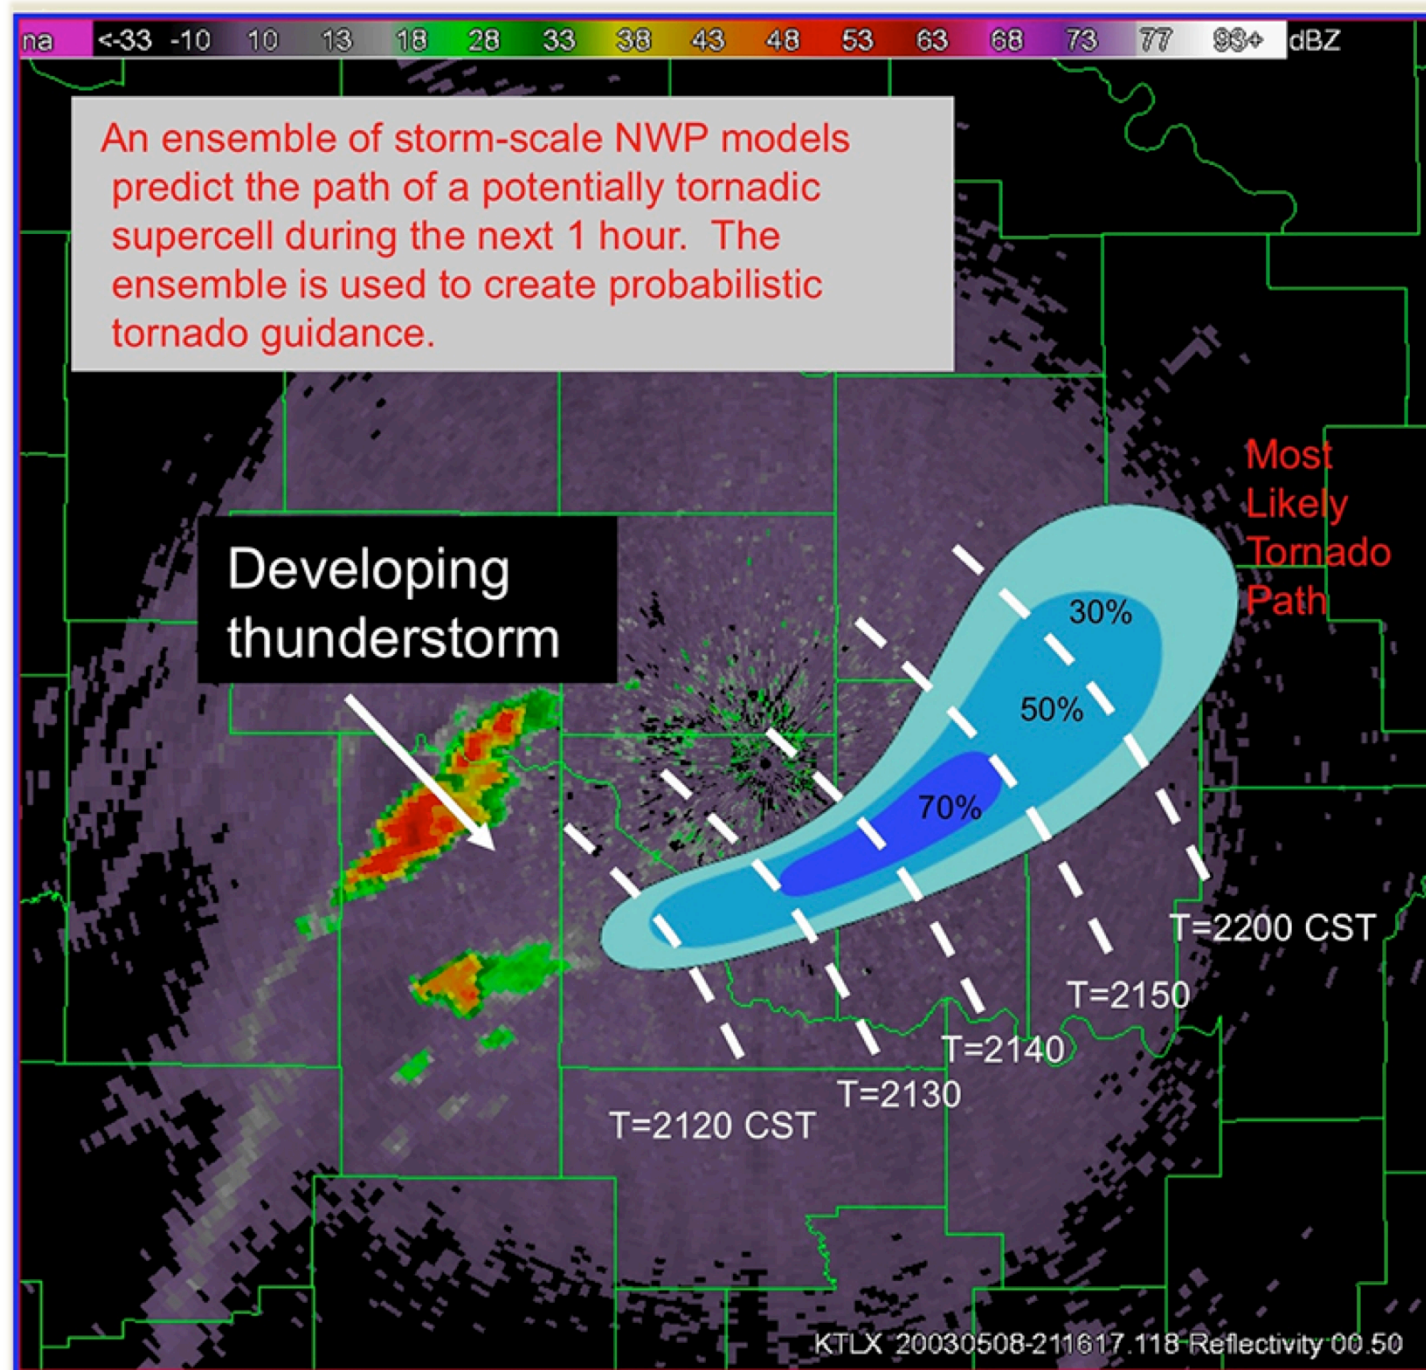 na <-33 -10 10 13 18 28 33 38 43 48 53 63 68 73 77 93+ dBZ
An ensemble of storm-scale NWP models
predict the path of a potentially tornadic
supercell during the next 1 hour. The
ensemble is used to create probabilistic
tornado guidance.
Most
Likely
Tornado
Path
Developing
thunderstorm
30%
50%
70%
T=2200 CST
T=2150
T=2140
T=2130
T=2120 CST
KTLX 20030508-211617.118 Reflectivity 00.50